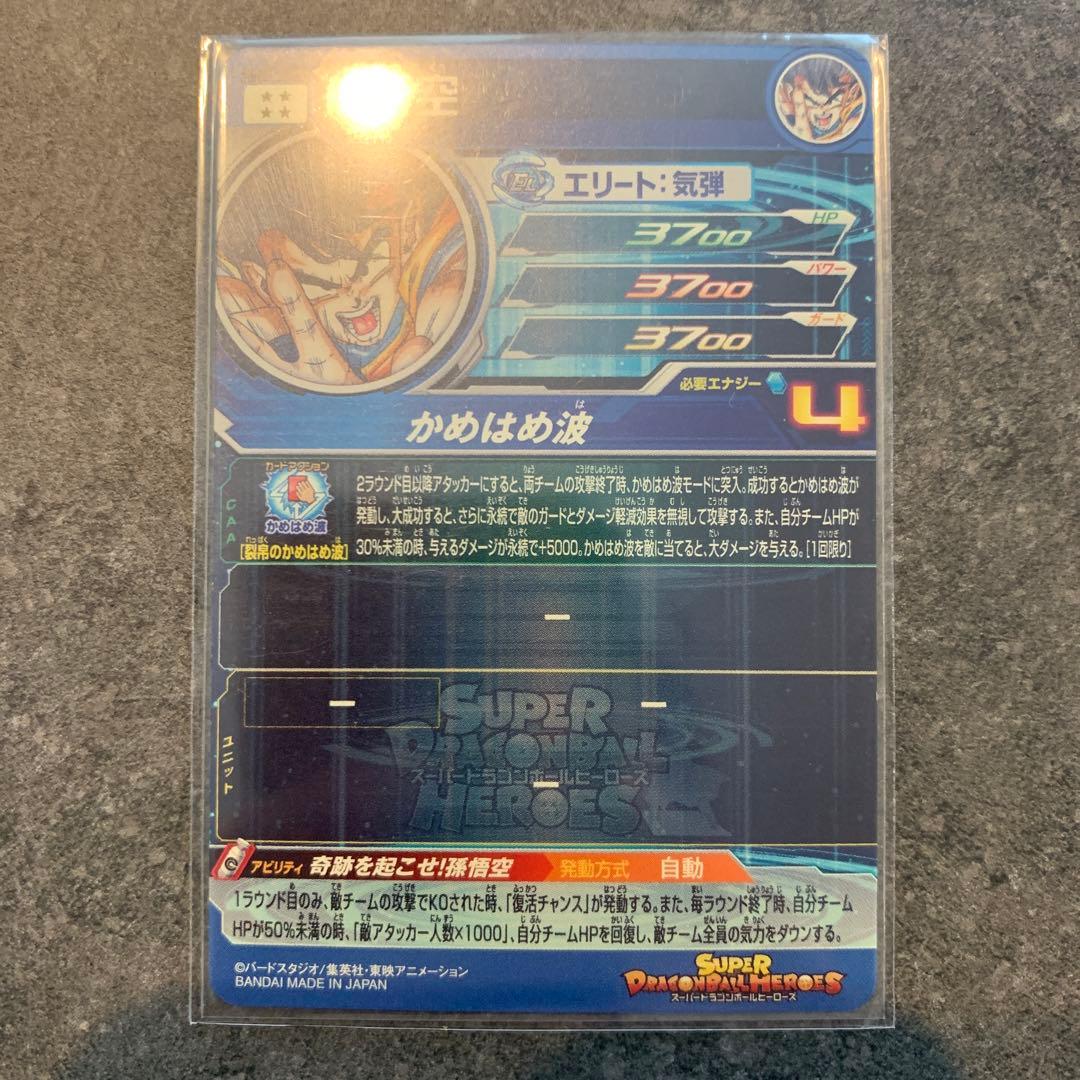 空
エリート：気弾
HP
3700
パワー
3700
ガード
3700
必要エナジー
4
かめはめ波
は
カードアクション
かめはめ波
[裂帛のかめはめ波]
CAA
2ラウンド目以降アタッカーにすると、両チームの攻撃終了時、かめはめ波モードに突入。成功するとかめはめ波が
発動し、大成功すると、さらに永続で敵のガードとダメージ軽減効果を無視して攻撃する。また、自分チームHPが
30%未満の時、与えるダメージが永続で+5000。かめはめ波を敵に当てると、大ダメージを与える。[1回限り]
ー
ユニット
ー
ー
ー
SUPER
DRAGONBALL
スーパードラゴンボールヒーローズ
HEROES
アビリティ 奇跡を起こせ!孫悟空 発動方式 自動
1ラウンド目のみ、敵チームの攻撃でKOされた時、「復活チャンス」が発動する。また、毎ラウンド終了時、自分チーム
HPが50%未満の時、「敵アタッカー人数×1000」、自分チームHPを回復し、敵チーム全員の気力をダウンする。
©バードスタジオ/集英社・東映アニメーション
BANDAI MADE IN JAPAN
SUPER
DRAGONBALL HEROES
スーパードラゴンボールヒーローズ